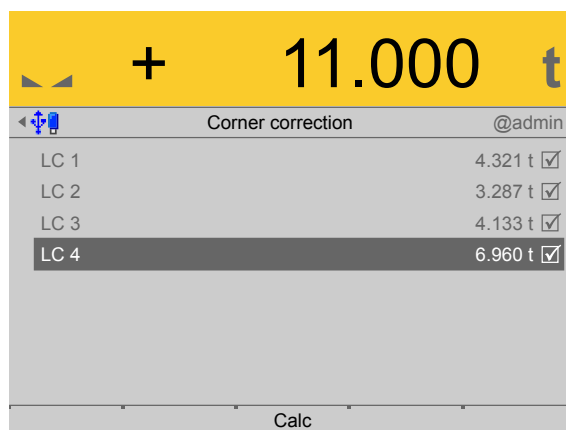 + 11.000 t
Corner correction @admin
LC 1 4.321 t
LC 2 3.287 t
LC 3 4.133 t
LC 4 6.960 t
Calc